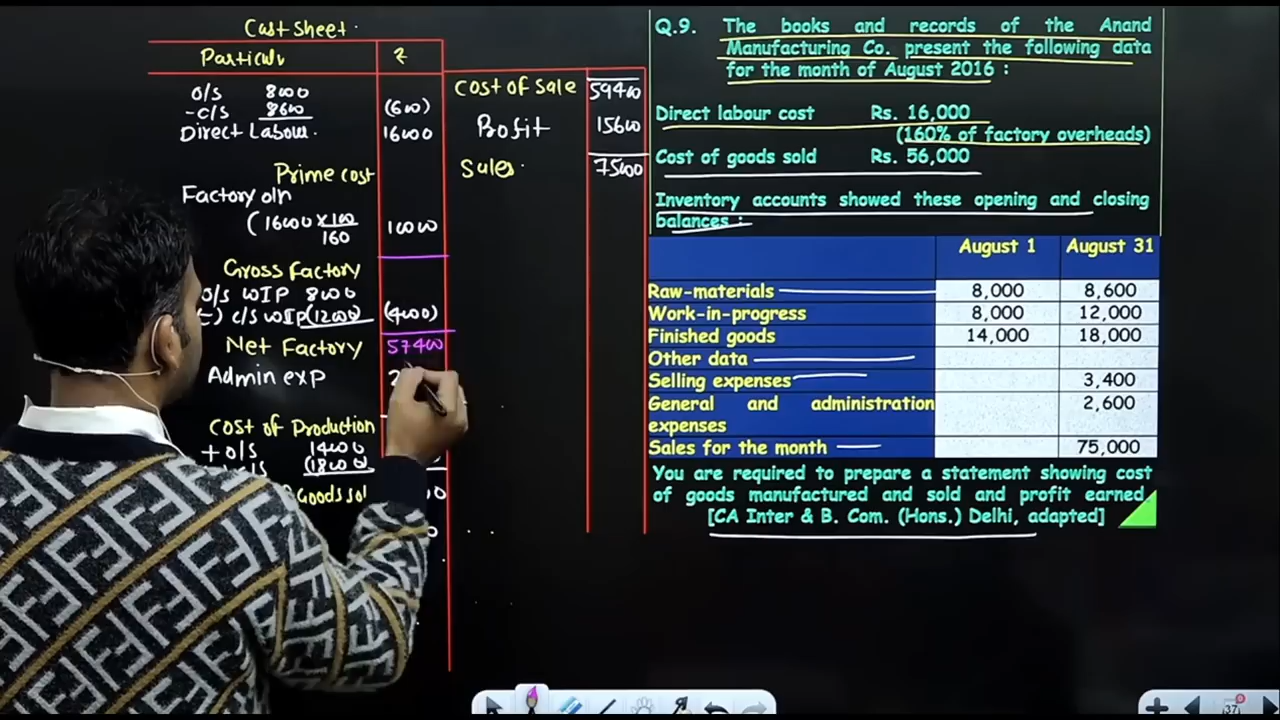 Cost Sheet.
Particulr ₹
o/s 8000
-c/s 8600 (600)
Direct Labour. 16000
Prime cost
Factory o/h
(16000 x 100
160 10000
Gross Factory
o/s WIP 8000
(-) c/s WIP (12000) (4000)
Net Factory 57400
Admin exp 2
Cost of Production
+ o/s 14000
(18000)
Goods sol
Cost of Sale 59400
Profit 15600
Sales. 75000
Q.9. The books and records of the Anand
Manufacturing Co. present the following data
for the month of August 2016 :
Direct labour cost Rs. 16,000
(160% of factory overheads)
Cost of goods sold Rs. 56,000
Inventory accounts showed these opening and closing
balances :
August 1 August 31
Raw-materials 8,000 8,600
Work-in-progress 8,000 12,000
Finished goods 14,000 18,000
Other data
Selling expenses 3,400
General and administration 2,600
expenses
Sales for the month 75,000
You are required to prepare a statement showing cost
of goods manufactured and sold and profit earned.
[CA Inter & B. Com. (Hons.) Delhi, adapted]
37